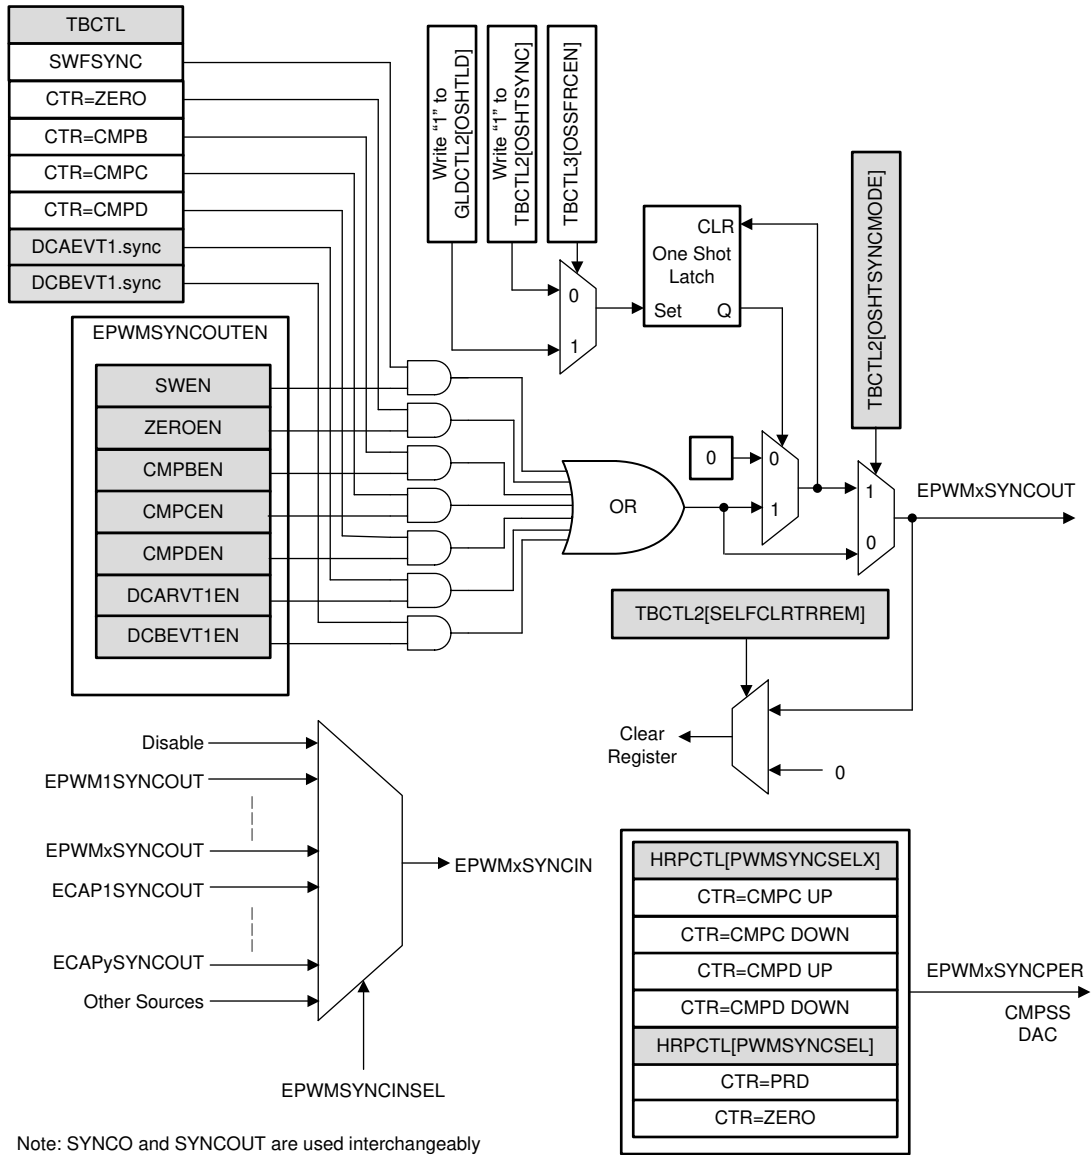 TBCTL
SWFSYNC
CTR=ZERO
CTR=CMPB
CTR=CMPC
CTR=CMPD
DCAEVT1.sync
DCBEVT1.sync
EPWMSYNCOUTEN
SWEN
ZEROEN
CMPBEN
CMPCEN
CMPDEN
DCARVT1EN
DCBEVT1EN
Write “1” to
GLDCTL2[OSHTLD]
Write “1” to
TBCTL2[OSHTSYNC]
TBCTL3[OSSFRCEN]
0
1
CLR
One Shot
Latch
Set Q
TBCTL2[OSHTSYNCMODE]
OR
0
0
1
1
0
EPWMxSYNCOUT
TBCTL2[SELFCLRTRREM]
Clear
Register
0
Disable
EPWM1SYNCOUT
EPWMxSYNCOUT
ECAP1SYNCOUT
ECAPySYNCOUT
Other Sources
EPWMxSYNCIN
EPWMSYNCINSEL
HRPCTL[PWMSYNCSELX]
CTR=CMPC UP
CTR=CMPC DOWN
CTR=CMPD UP
CTR=CMPD DOWN
HRPCTL[PWMSYNCSEL]
CTR=PRD
CTR=ZERO
EPWMxSYNCPER
CMPSS
DAC
Note: SYNCO and SYNCOUT are used interchangeably